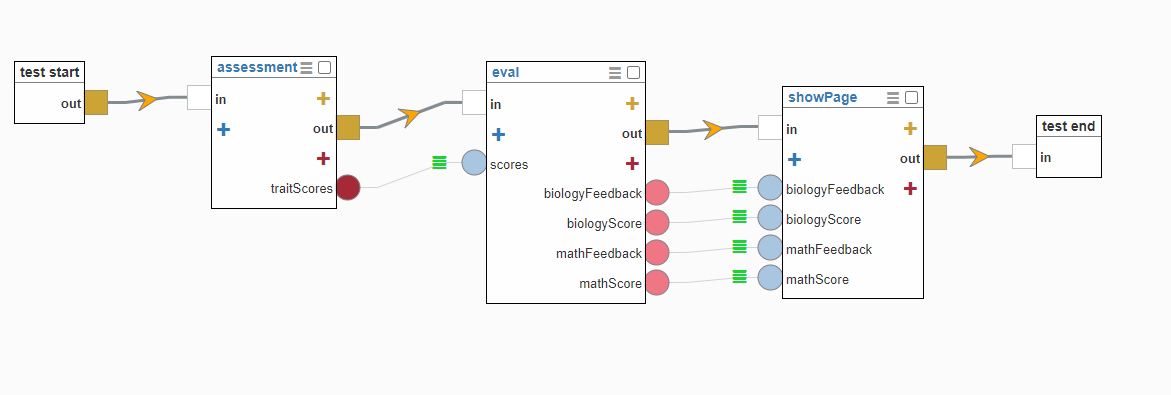 test start
out
assessment
in
out
traitScores
eval
in
out
scores
biologyFeedback
biologyScore
mathFeedback
mathScore
showPage
in
out
biologyFeedback
biologyScore
mathFeedback
mathScore
test end
in